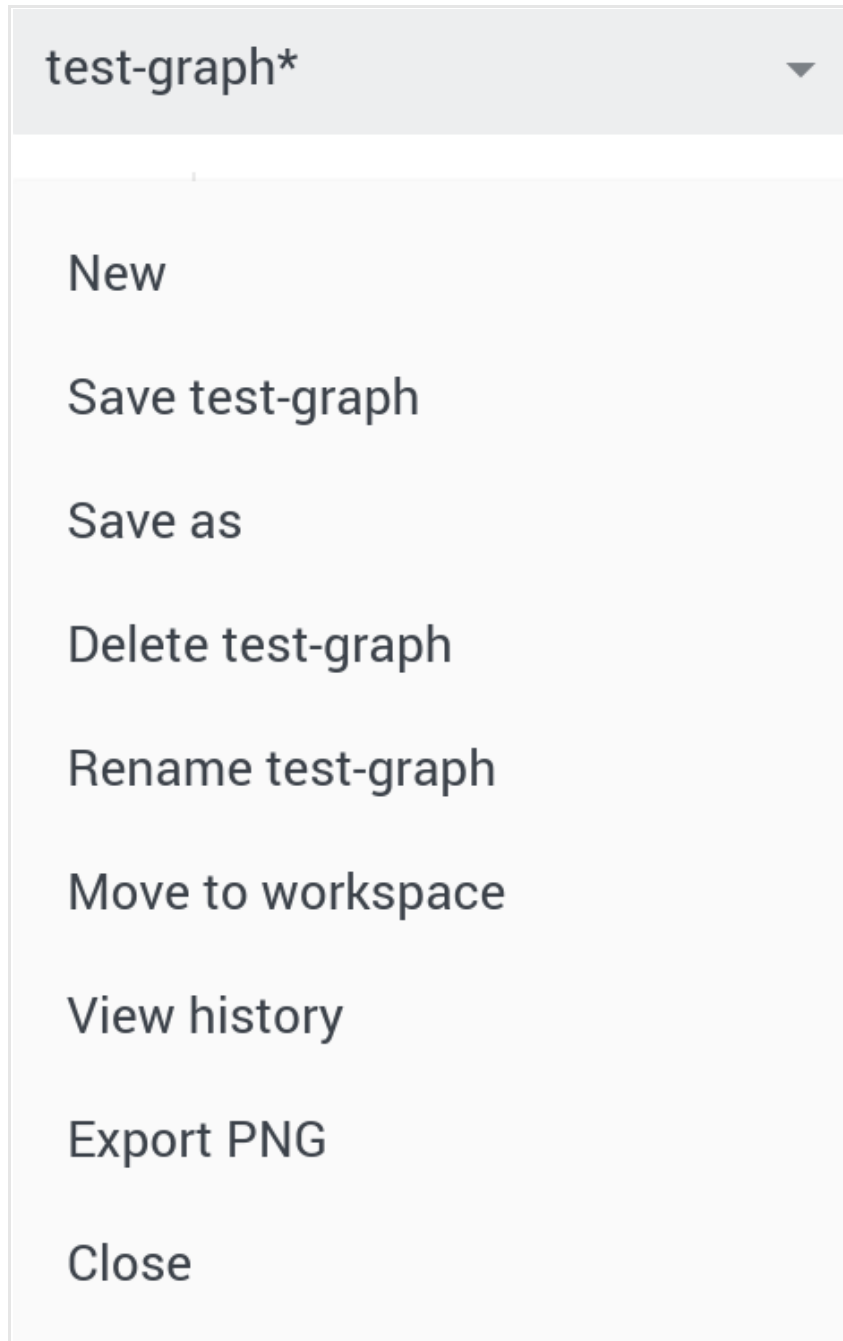 test-graph*
New
Save test-graph
Save as
Delete test-graph
Rename test-graph
Move to workspace
View history
Export PNG
Close